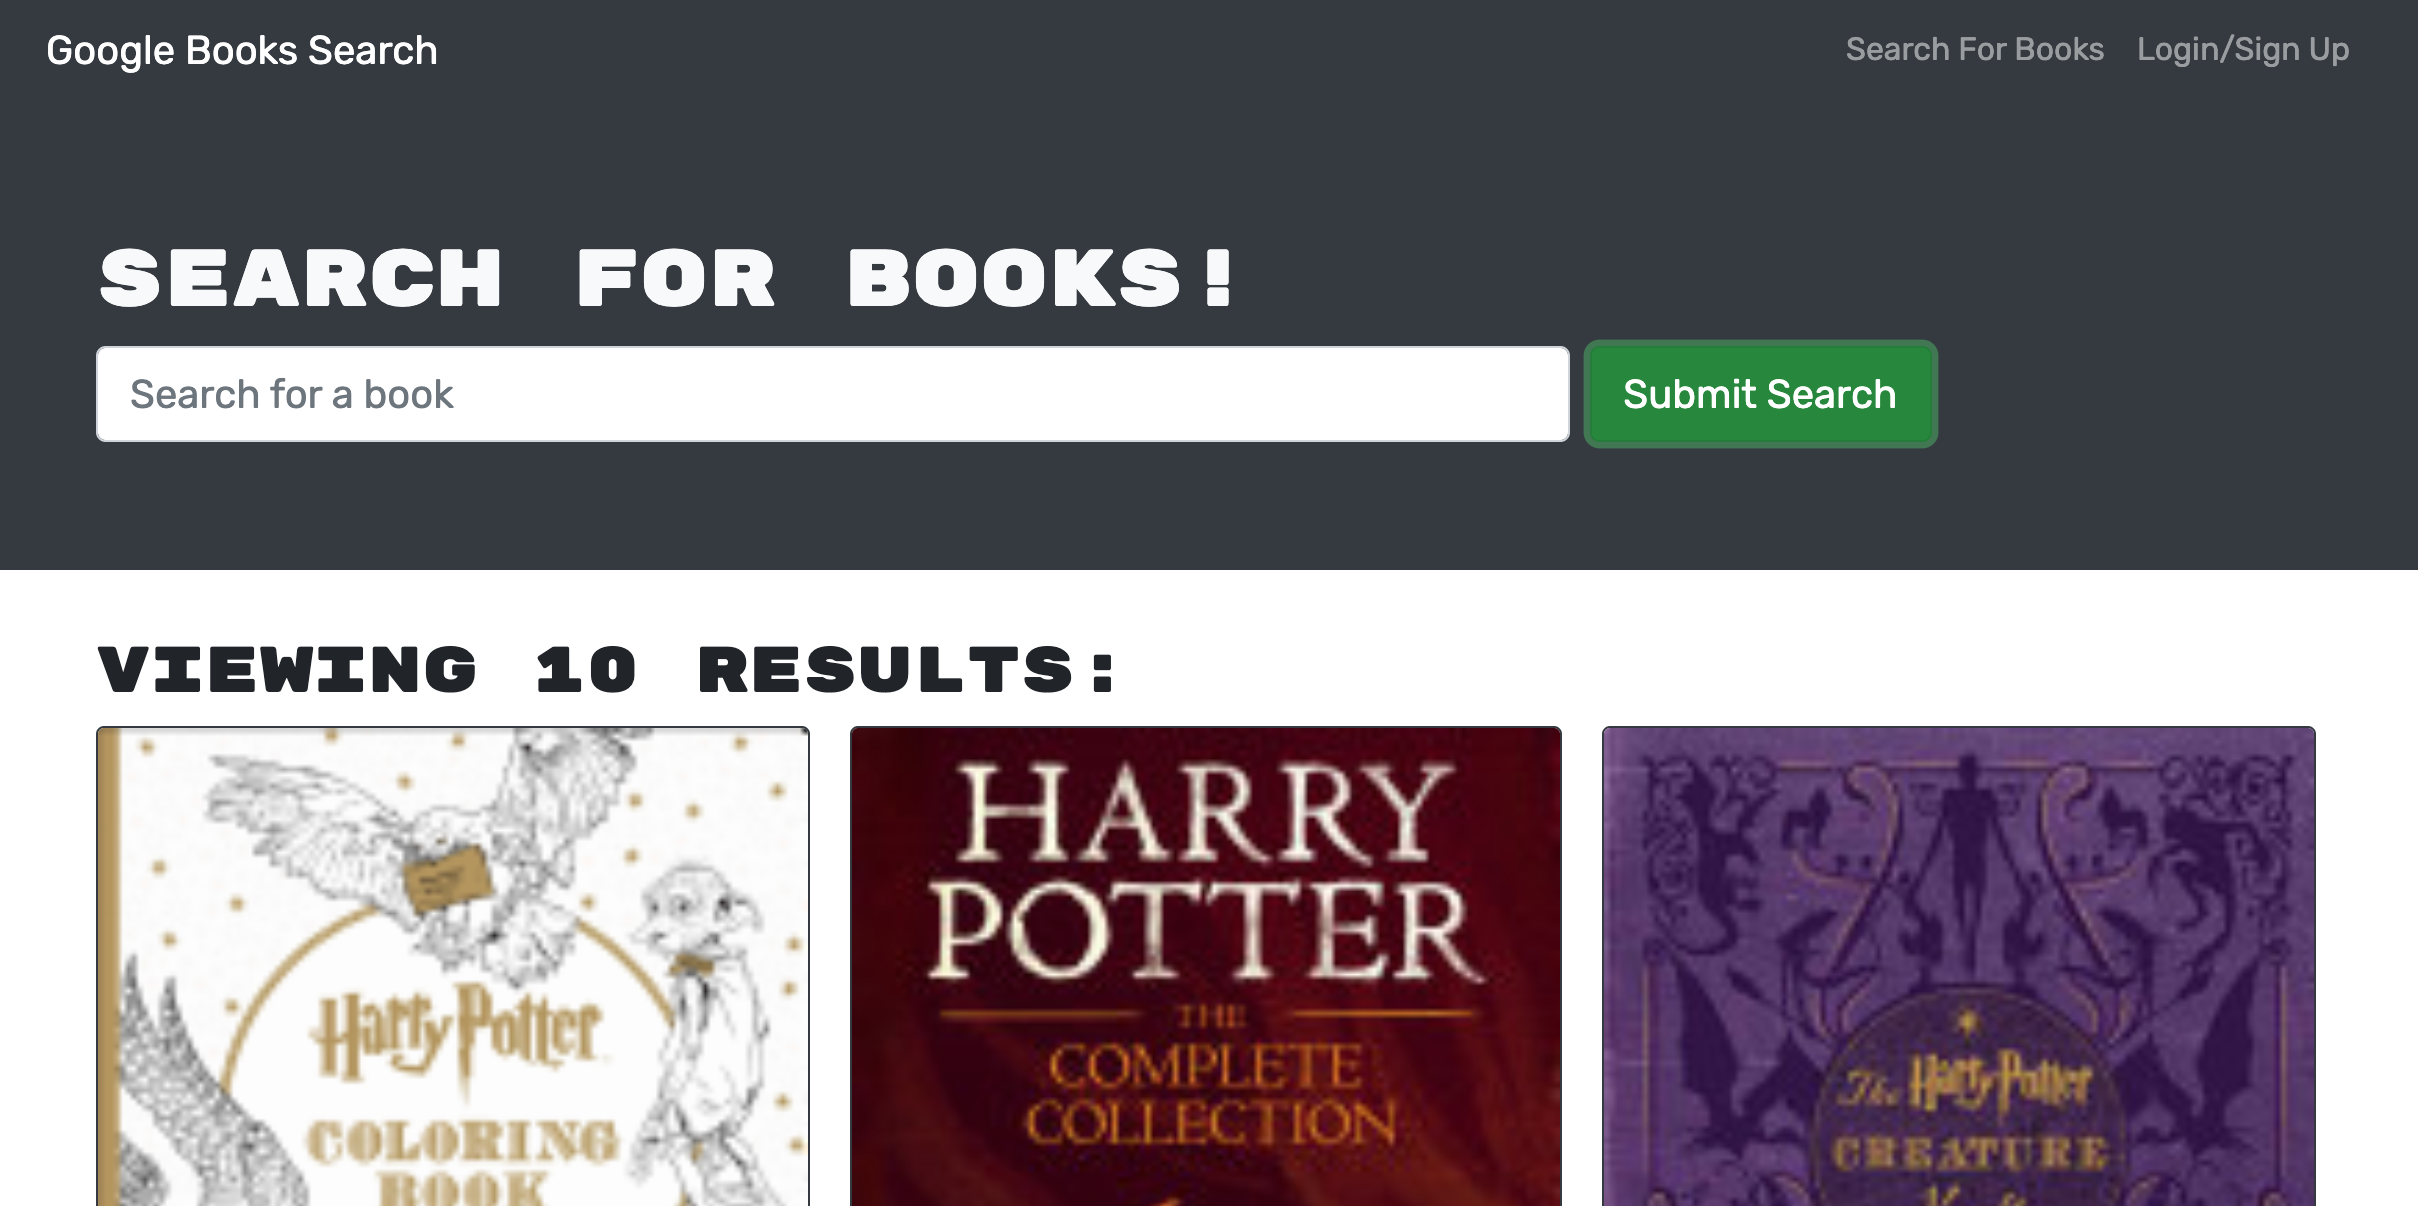 Google Books Search
Search For Books
Login/Sign Up
SEARCH FOR BOOKS!
Search for a book
Submit Search
VIEWING 10 RESULTS:
Harry Potter
COLORING
BOOK
HARRY
POTTER
THE
COMPLETE
COLLECTION
The Harry Potter
CREATURE